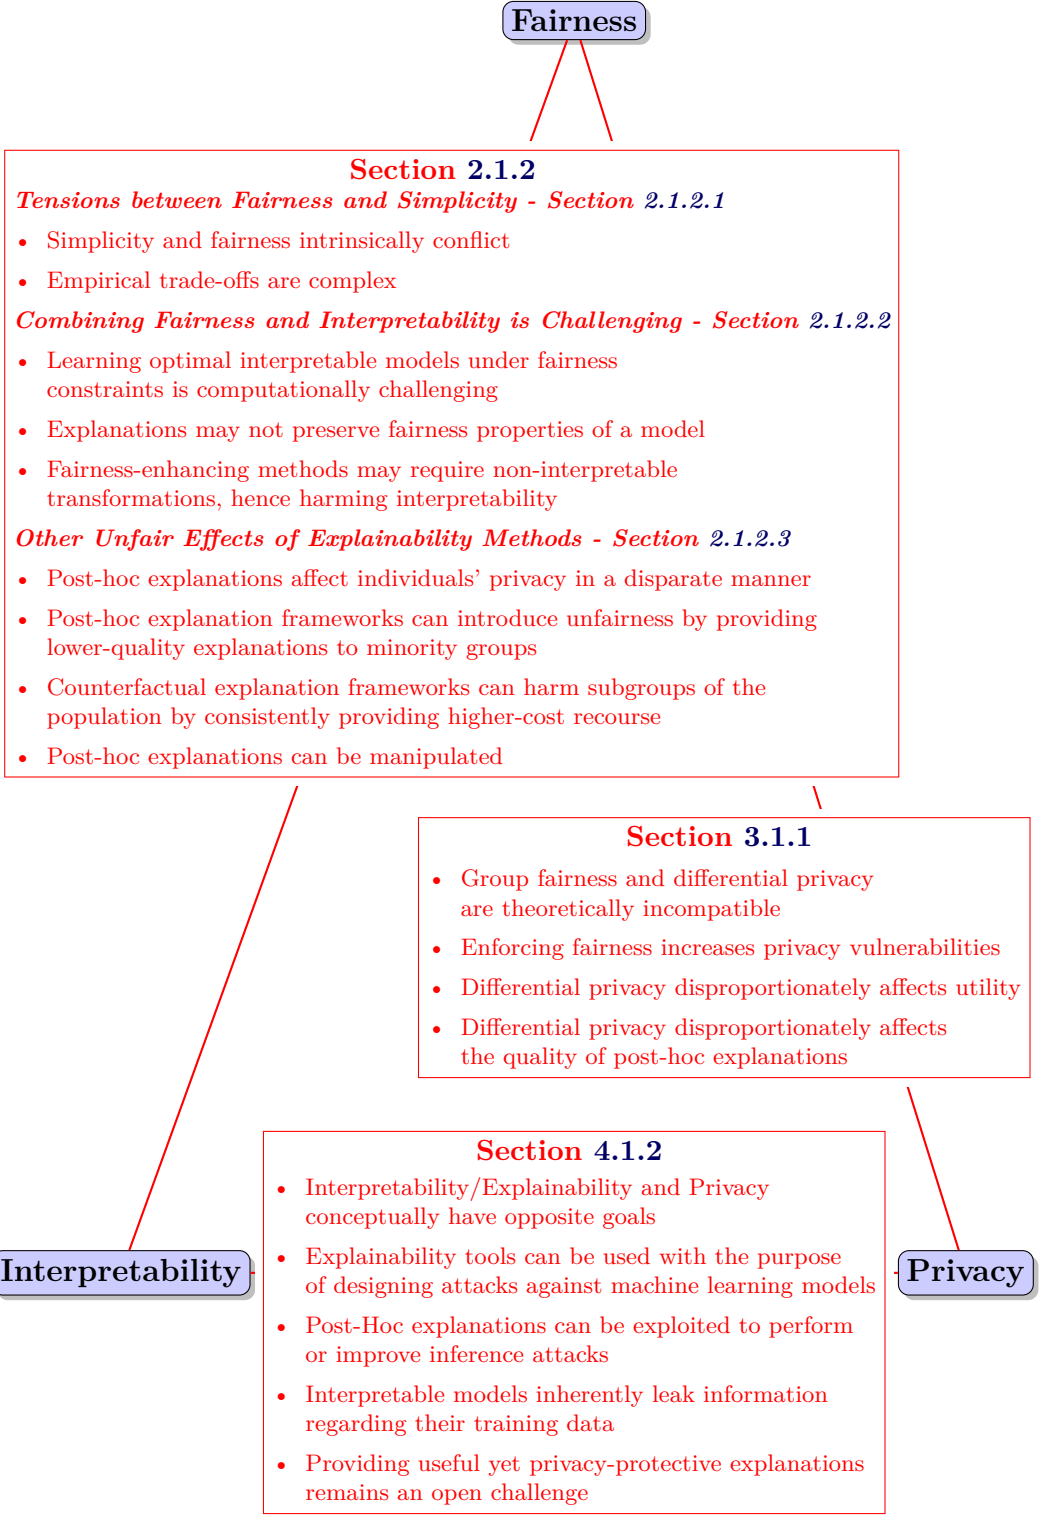 Fairness
Section 2.1.2
Tensions between Fairness and Simplicity - Section 2.1.2.1
• Simplicity and fairness intrinsically conflict
• Empirical trade-offs are complex
Combining Fairness and Interpretability is Challenging - Section 2.1.2.2
• Learning optimal interpretable models under fairness
constraints is computationally challenging
• Explanations may not preserve fairness properties of a model
• Fairness-enhancing methods may require non-interpretable
transformations, hence harming interpretability
Other Unfair Effects of Explainability Methods - Section 2.1.2.3
• Post-hoc explanations affect individuals' privacy in a disparate manner
• Post-hoc explanation frameworks can introduce unfairness by providing
lower-quality explanations to minority groups
• Counterfactual explanation frameworks can harm subgroups of the
population by consistently providing higher-cost recourse
• Post-hoc explanations can be manipulated
Section 3.1.1
• Group fairness and differential privacy
are theoretically incompatible
• Enforcing fairness increases privacy vulnerabilities
• Differential privacy disproportionately affects utility
• Differential privacy disproportionately affects
the quality of post-hoc explanations
Section 4.1.2
• Interpretability/Explainability and Privacy
conceptually have opposite goals
• Explainability tools can be used with the purpose
of designing attacks against machine learning models
• Post-Hoc explanations can be exploited to perform
or improve inference attacks
• Interpretable models inherently leak information
regarding their training data
• Providing useful yet privacy-protective explanations
remains an open challenge
Interpretability
Privacy